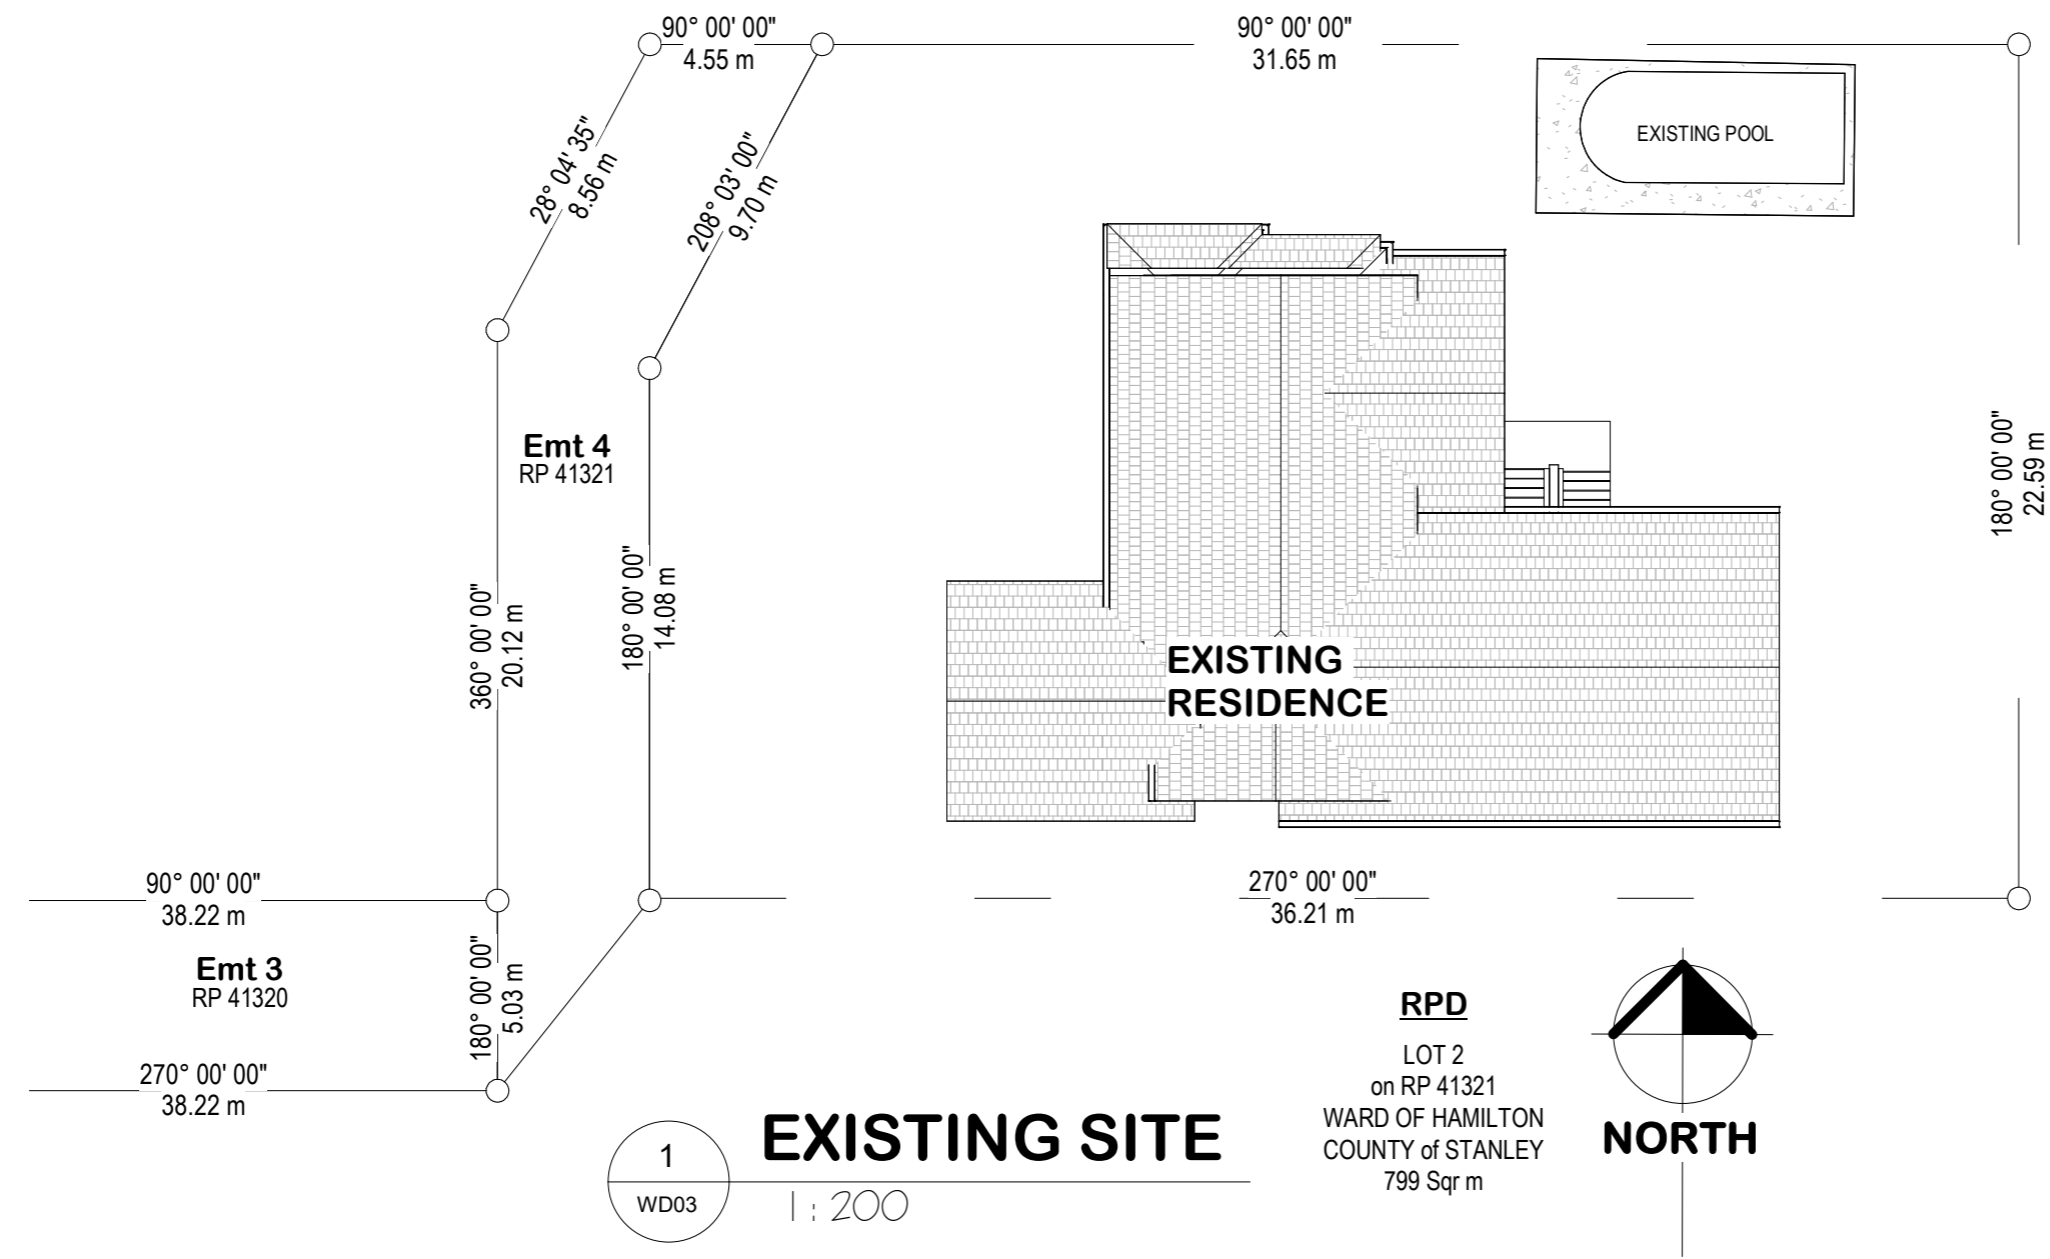 90° 00' 00"
4.55 m
90° 00' 00"
31.65 m
28° 04' 35"
8.56 m
208° 03' 00"
9.70 m
EXISTING POOL
Emt 4
RP 41321
180° 00' 00"
22.59 m
360° 00' 00"
20.12 m
180° 00' 00"
14.08 m
EXISTING
RESIDENCE
90° 00' 00"
38.22 m
270° 00' 00"
36.21 m
Emt 3
RP 41320
180° 00' 00"
5.03 m
270° 00' 00"
38.22 m
RPD
LOT 2
on RP 41321
WARD OF HAMILTON
COUNTY of STANLEY
799 Sqr m
NORTH
1
WD03
EXISTING SITE
1 : 200